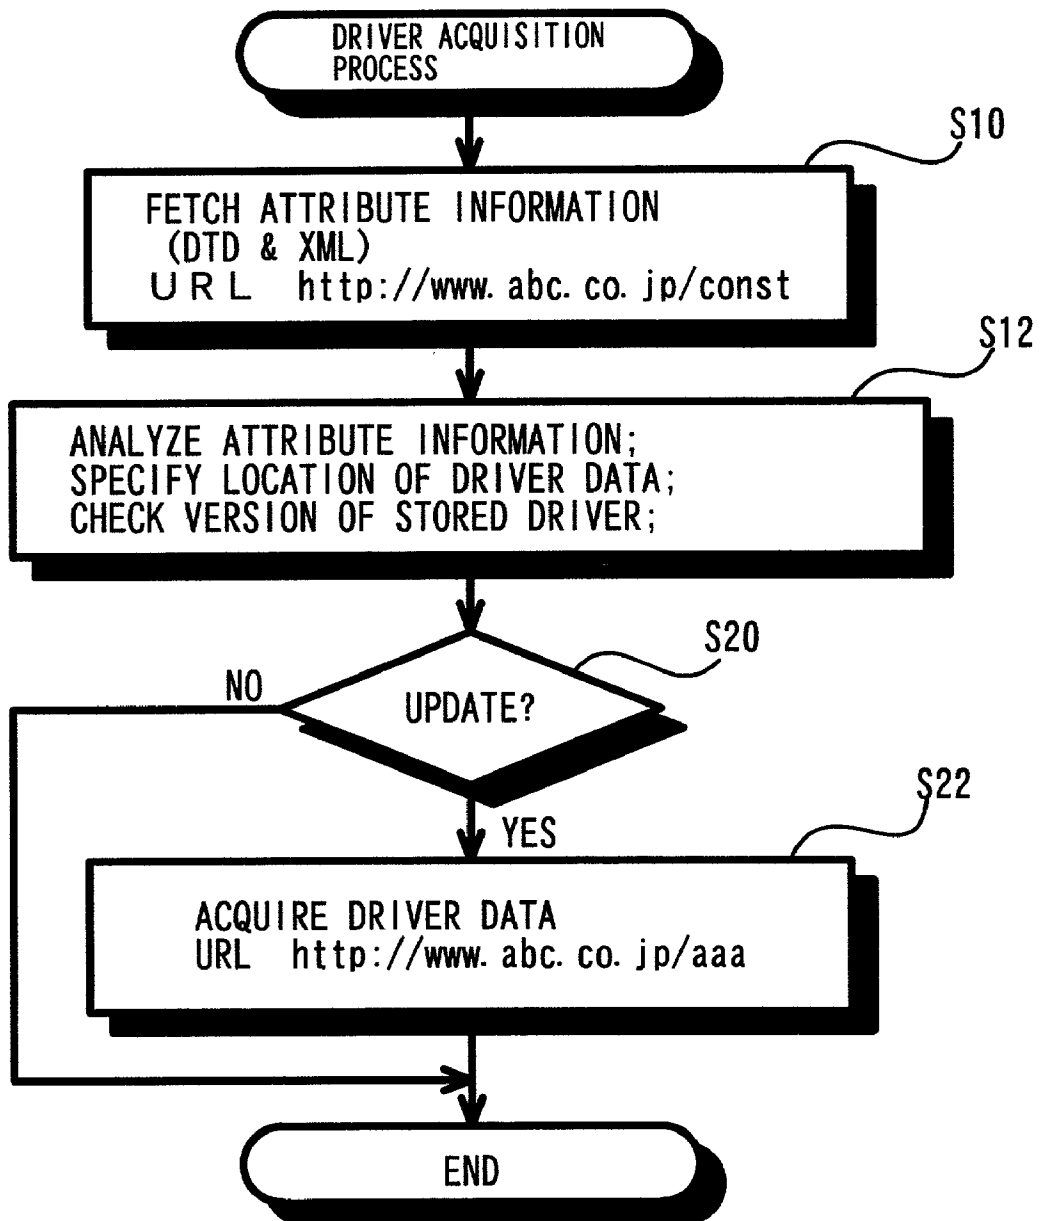 DRIVER ACQUISITION
PROCESS
S10
FETCH ATTRIBUTE INFORMATION
(DTD & XML)
URL http://www.abc.co.jp/const
S12
ANALYZE ATTRIBUTE INFORMATION;
SPECIFY LOCATION OF DRIVER DATA;
CHECK VERSION OF STORED DRIVER;
S20
NO
UPDATE?
YES
S22
ACQUIRE DRIVER DATA
URL http://www.abc.co.jp/aaa
END